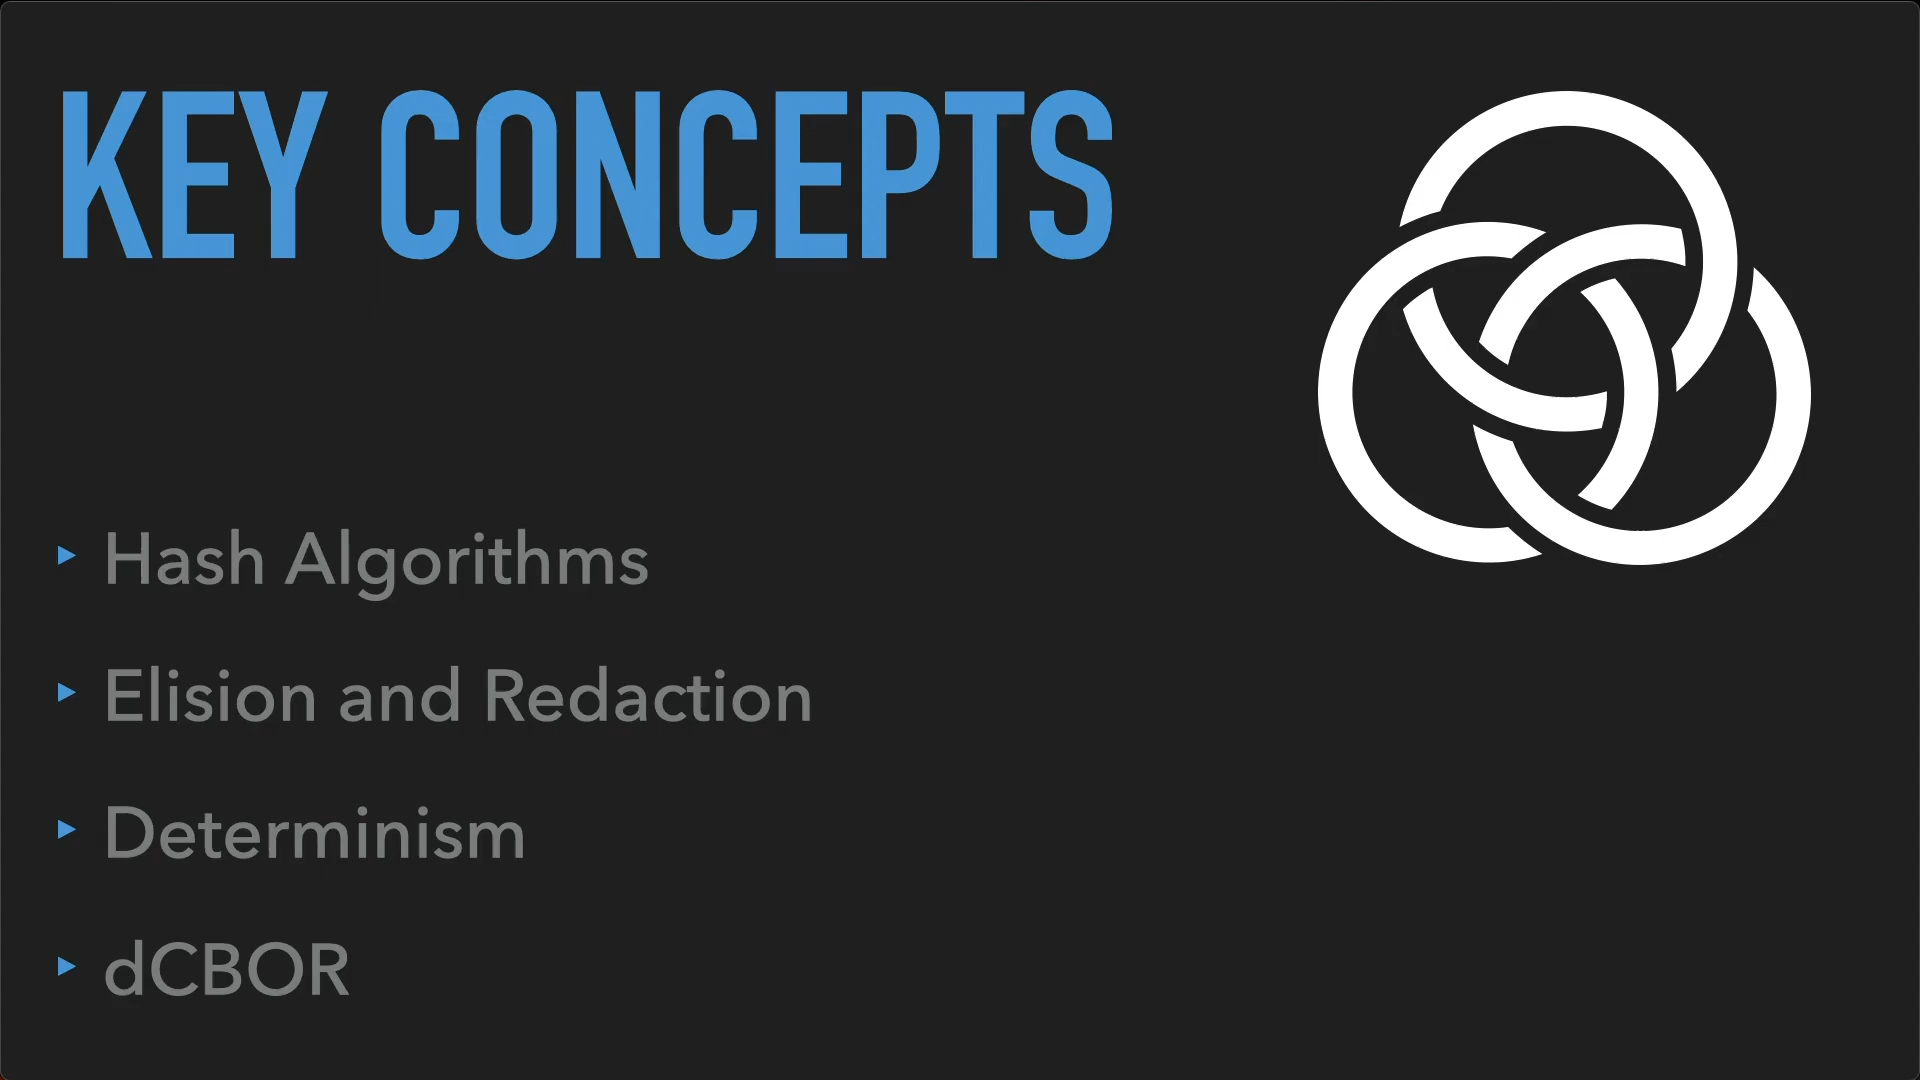 KEY CONCEPTS
Hash Algorithms
Elision and Redaction
Determinism
dCBOR